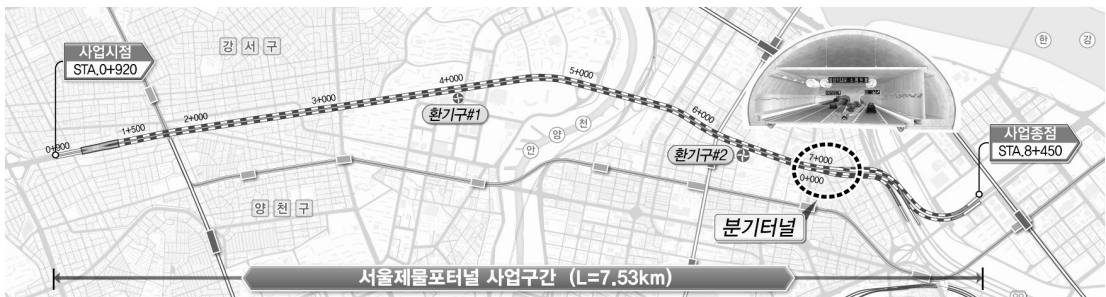 사업시점
STA.0+920
강서구
한강
0+900
1+500
2+000
3+000
4+000
5+000
6+000
환기구#1
안양천
환기구#2
7+000
0+000
사업종점
STA.8+450
양천구
분기터널
서울제물포터널 사업구간 (L=7.53km)